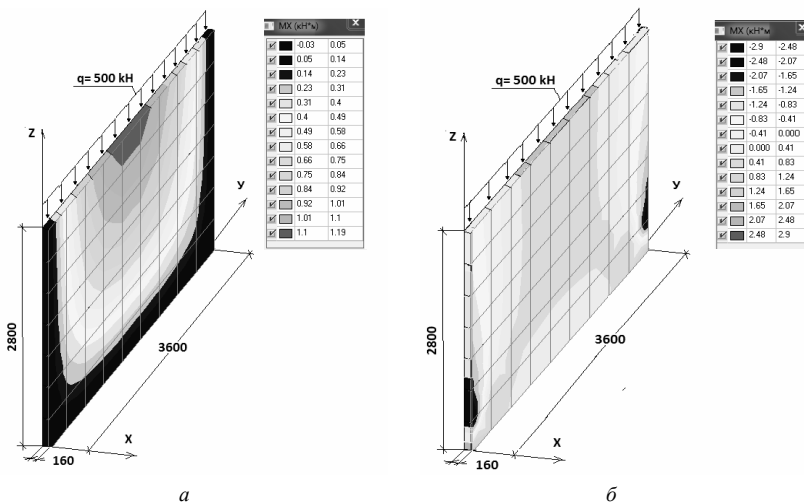 MX (кН*м)
-0.03 0.05
0.05 0.14
0.14 0.23
0.23 0.31
0.31 0.4
0.4 0.49
0.49 0.58
0.58 0.66
0.66 0.75
0.75 0.84
0.84 0.92
0.92 1.01
1.01 1.1
1.1 1.19
q= 500 kH
Z
У
2800
3600
X
160
а
MX (кН*м
-2.9 -2.48
-2.48 -2.07
-2.07 -1.65
-1.65 -1.24
-1.24 -0.83
-0.83 -0.41
-0.41 0.000
0.000 0.41
0.41 0.83
0.83 1.24
1.24 1.65
1.65 2.07
2.07 2.48
2.48 2.9
q= 500 kH
Z
У
2800
3600
X
160
б